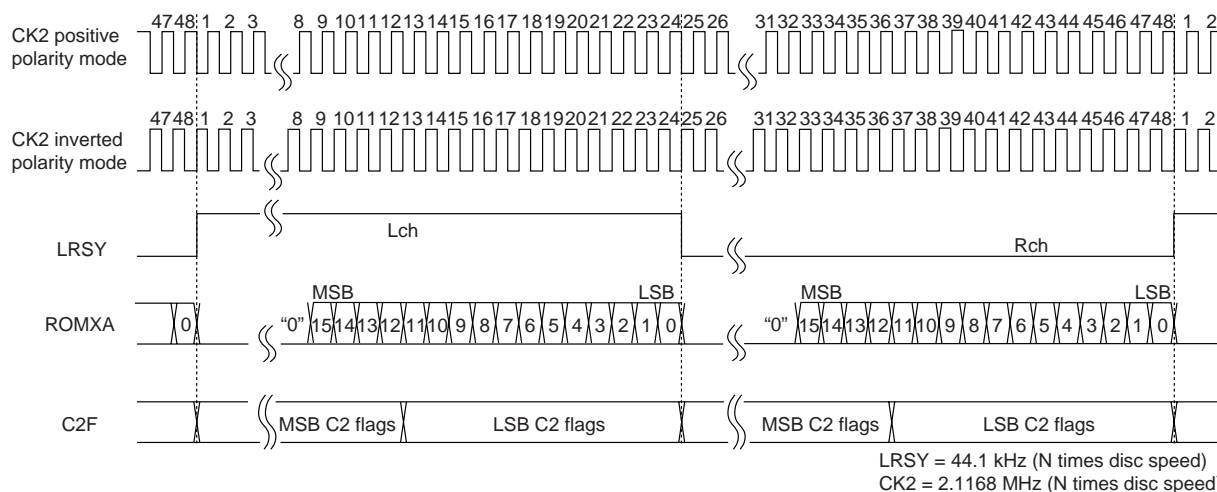 47 48 1 2 3 8 9 10 11 12 13 14 15 16 17 18 19 20 21 22 23 24 25 26 31 32 33 34 35 36 37 38 39 40 41 42 43 44 45 46 47 48 1 2
CK2 positive
polarity mode
47 48 1 2 3 8 9 10 11 12 13 14 15 16 17 18 19 20 21 22 23 24 25 26 31 32 33 34 35 36 37 38 39 40 41 42 43 44 45 46 47 48 1 2
CK2 inverted
polarity mode
Lch
LRSY
Rch
MSB LSB MSB LSB
ROMXA
0 “0” 15 14 13 12 11 10 9 8 7 6 5 4 3 2 1 0 “0” 15 14 13 12 11 10 9 8 7 6 5 4 3 2 1 0
C2F MSB C2 flags LSB C2 flags MSB C2 flags LSB C2 flags
LRSY = 44.1 kHz (N times disc speed)
CK2 = 2.1168 MHz (N times disc speed)